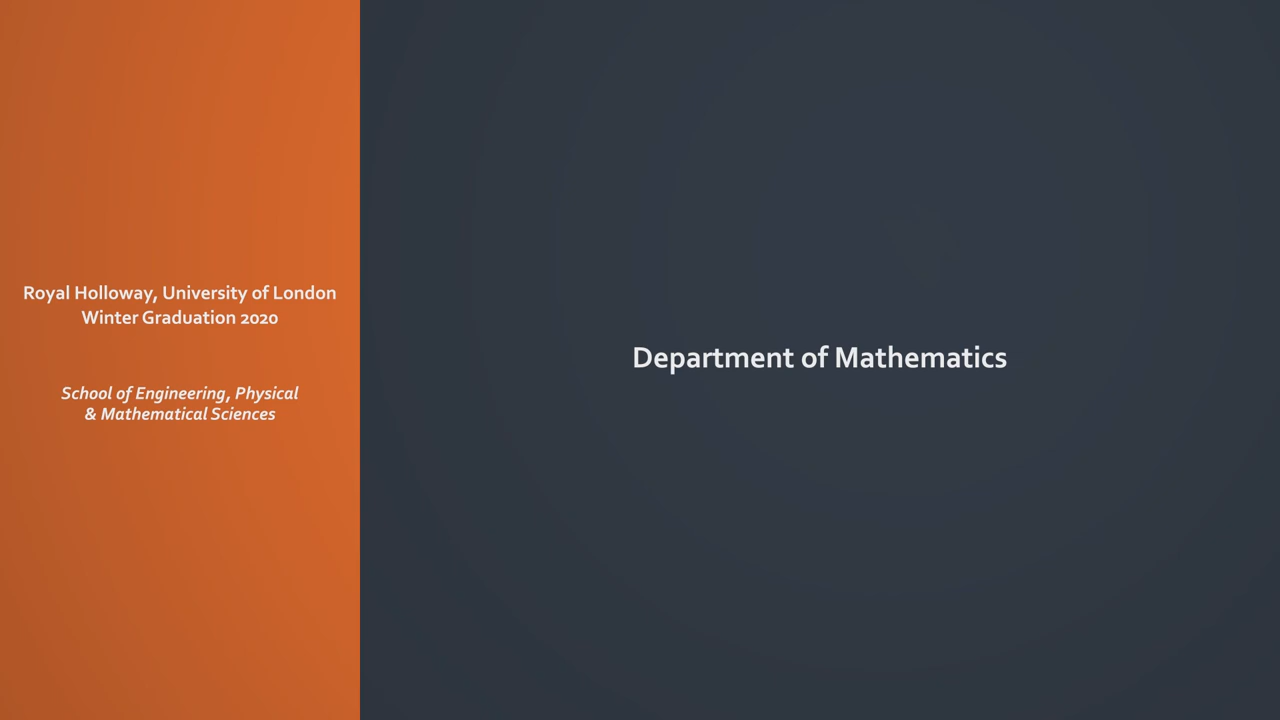 Royal Holloway, University of London
Winter Graduation 2020
School of Engineering, Physical
& Mathematical Sciences
Department of Mathematics